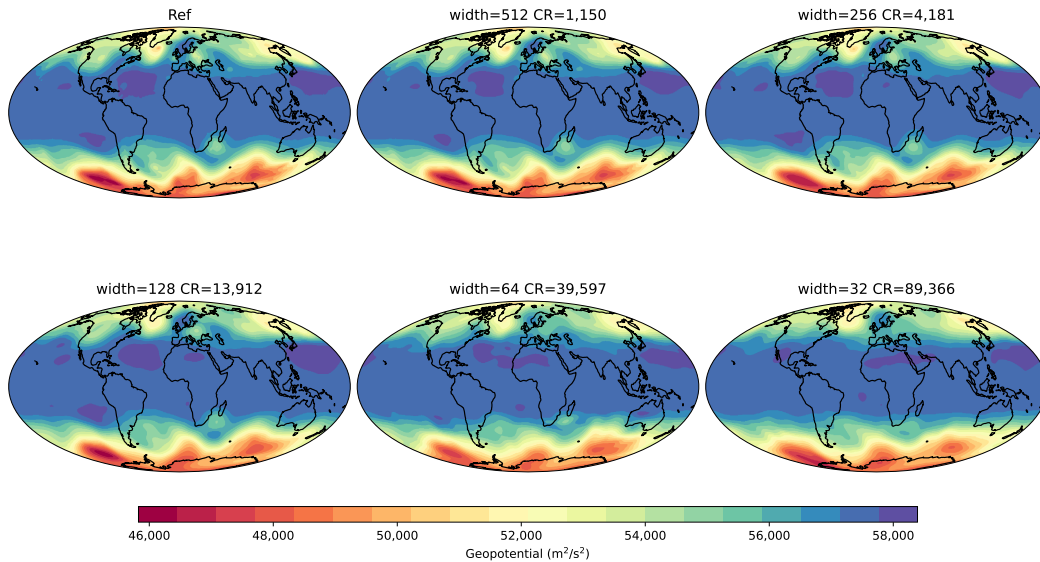 Ref
width=512 CR=1,150
width=256 CR=4,181
width=128 CR=13,912
width=64 CR=39,597
width=32 CR=89,366
46,000 48,000 50,000 52,000 54,000 56,000 58,000
Geopotential (m²/s²)